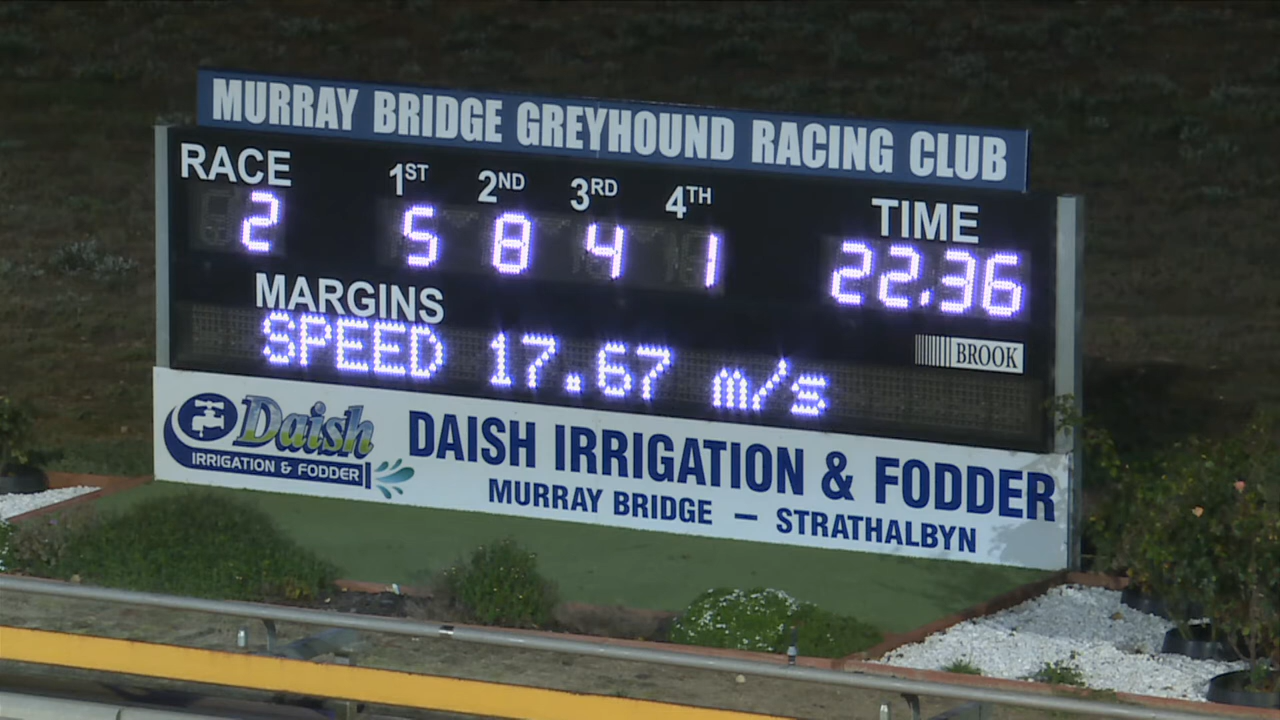 MURRAY BRIDGE GREYHOUND RACING CLUB
RACE 1ST 2ND 3RD 4TH TIME
2 5 8 4 1 22.36
MARGINS
SPEED 17.67 m/s
BROOK
Daish
IRRIGATION & FODDER
DAISH IRRIGATION & FODDER
MURRAY BRIDGE — STRATHALBYN